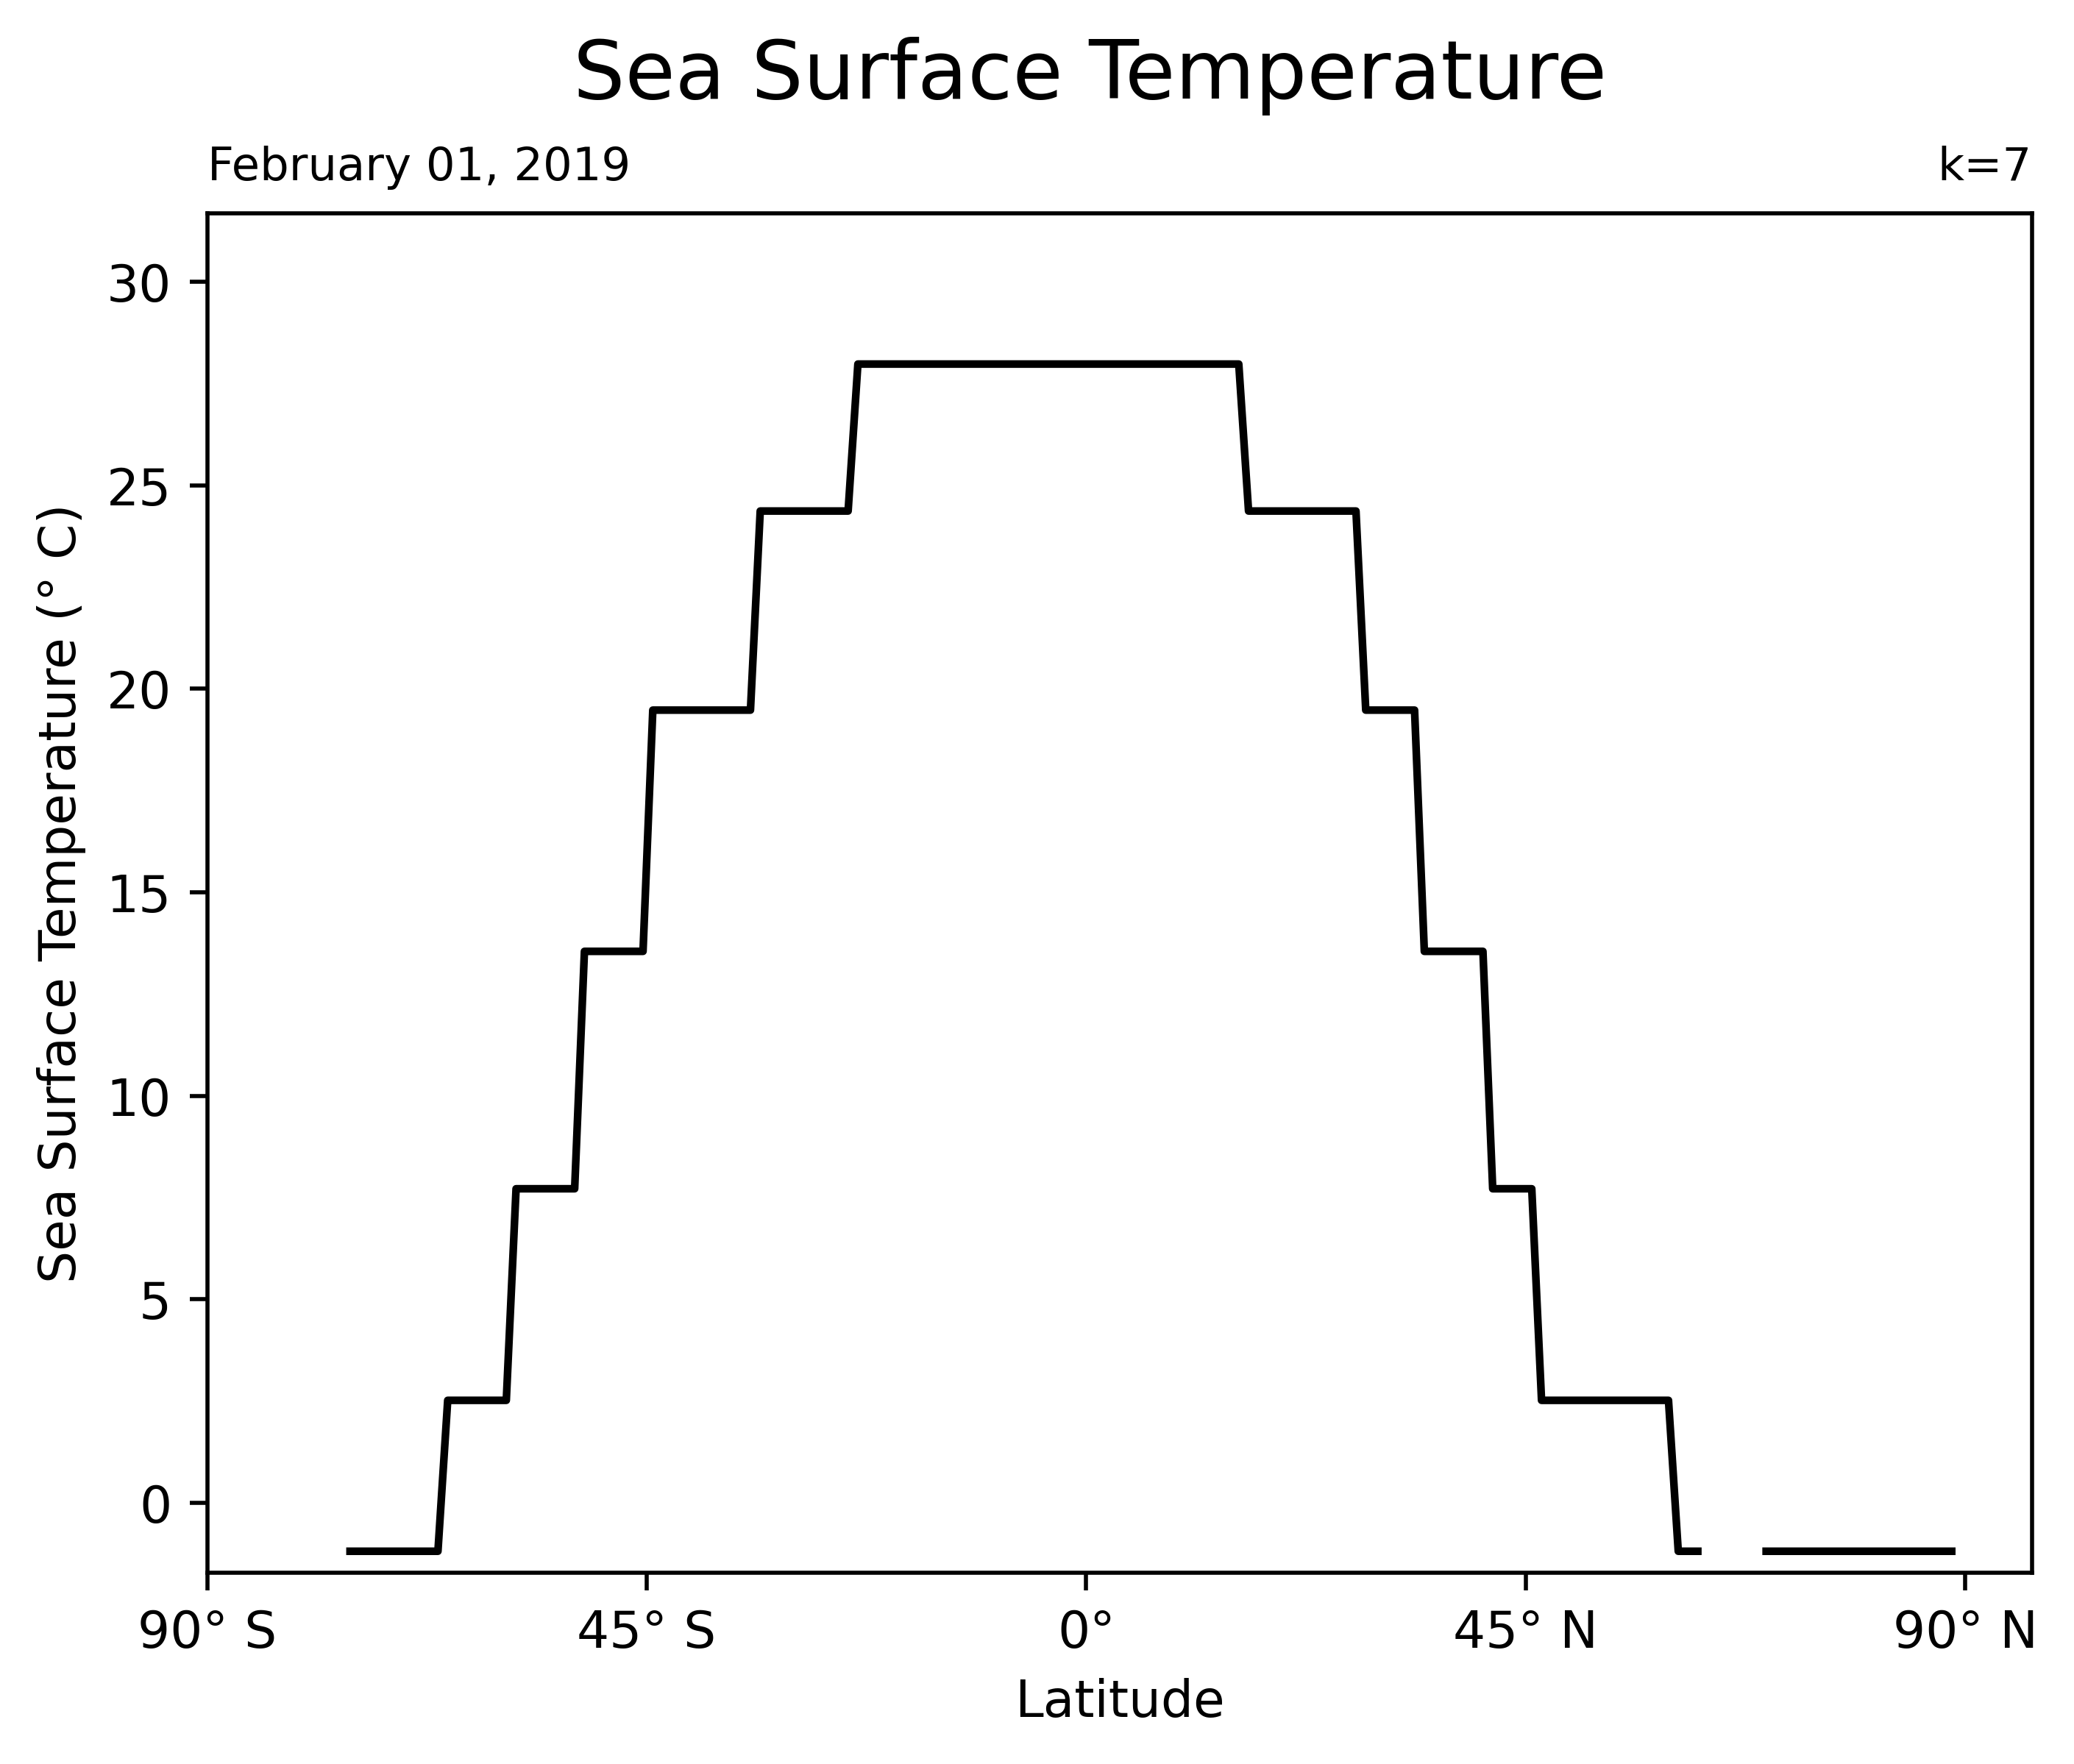 Sea Surface Temperature
February 01, 2019
k=7
30
25
20
15
10
5
0
Sea Surface Temperature (° C)
90° S
45° S
0°
45° N
90° N
Latitude